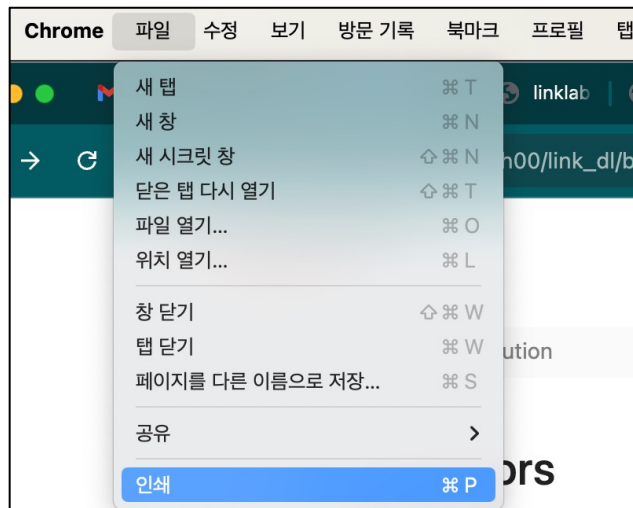 Chrome 파일 수정 보기 방문 기록 북마크 프로필 탭
linklab
h00/link_dl/b
새 탭 ⌘ T
새 창 ⌘ N
새 시크릿 창 ⇧ ⌘ N
닫은 탭 다시 열기 ⇧ ⌘ T
파일 열기... ⌘ O
위치 열기... ⌘ L
창 닫기 ⇧ ⌘ W
탭 닫기 ⌘ W
페이지를 다른 이름으로 저장... ⌘ S
공유
인쇄 ⌘ P
ution
ors